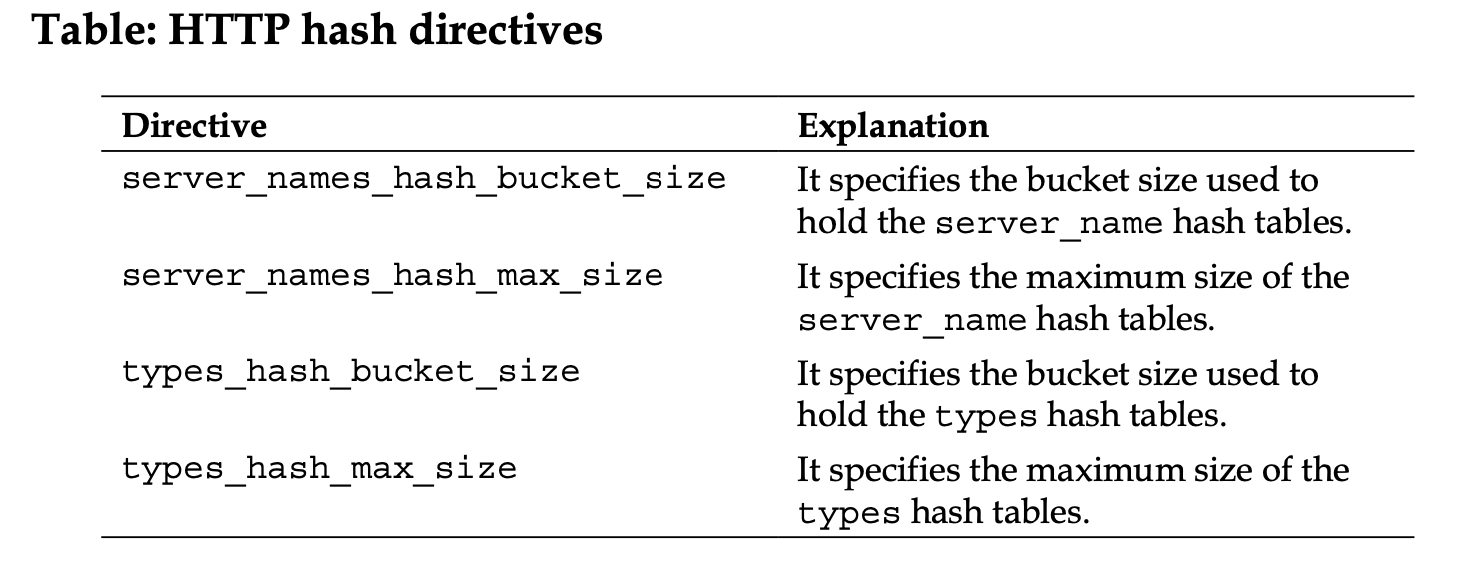 Table: HTTP hash directives
Directive Explanation
server_names_hash_bucket_size It specifies the bucket size used to
hold the server_name hash tables.
server_names_hash_max_size It specifies the maximum size of the
server_name hash tables.
types_hash_bucket_size It specifies the bucket size used to
hold the types hash tables.
types_hash_max_size It specifies the maximum size of the
types hash tables.